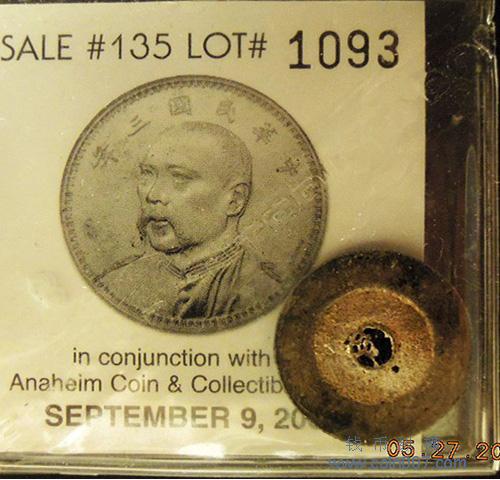 SALE #135 LOT# 1093
年三國民華中
in conjunction with
Anaheim Coin & Collectib
SEPTEMBER 9, 20
05.27.20